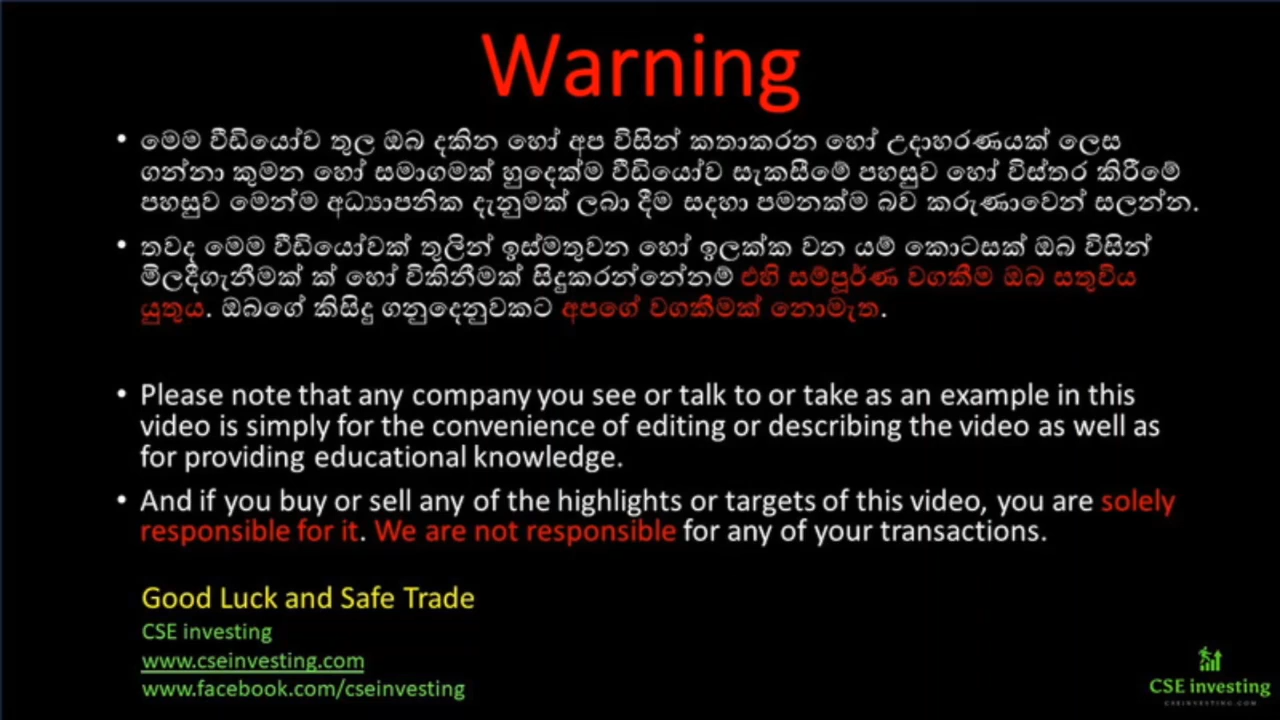 Warning
• මෙම වීඩියෝව තුල ඔබ දකින හෝ අප විසින් කතාකරන හෝ උදාහරණයක් ලෙස
ගන්නා කුමන හෝ සමාගමක් හුදෙක්ම වීඩියෝව සැකසීමේ පහසුව හෝ විස්තර කිරීමේ
පහසුව මෙන්ම අධ්‍යාපනික දැනුමක් ලබා දීම සදහා පමනක්ම බව කරුණාවෙන් සලන්න.
• තවද මෙම වීඩියෝවක් තුලින් ඉස්මතුවන හෝ ඉලක්ක වන යම් කොටසක් ඔබ විසින්
මිලදීගැනීමක් ක් හෝ විකිනීමක් සිදුකරන්නේනම් එහි සම්පූර්ණ වගකීම ඔබ සතුවිය
යුතුය. ඔබගේ කිසිදු ගනුදෙනුවකට අපගේ වගකීමක් නොමැත.
• Please note that any company you see or talk to or take as an example in this
video is simply for the convenience of editing or describing the video as well as
for providing educational knowledge.
• And if you buy or sell any of the highlights or targets of this video, you are solely
responsible for it. We are not responsible for any of your transactions.
Good Luck and Safe Trade
CSE investing
www.cseinvesting.com
www.facebook.com/cseinvesting
CSE investing
CSEINVESTING.COM